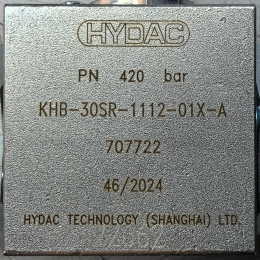 HYDAC
PN 420 bar
KHB-30SR-1112-01X-A
707722
46/2024
HYDAC TECHNOLOGY (SHANGHAI) LTD.